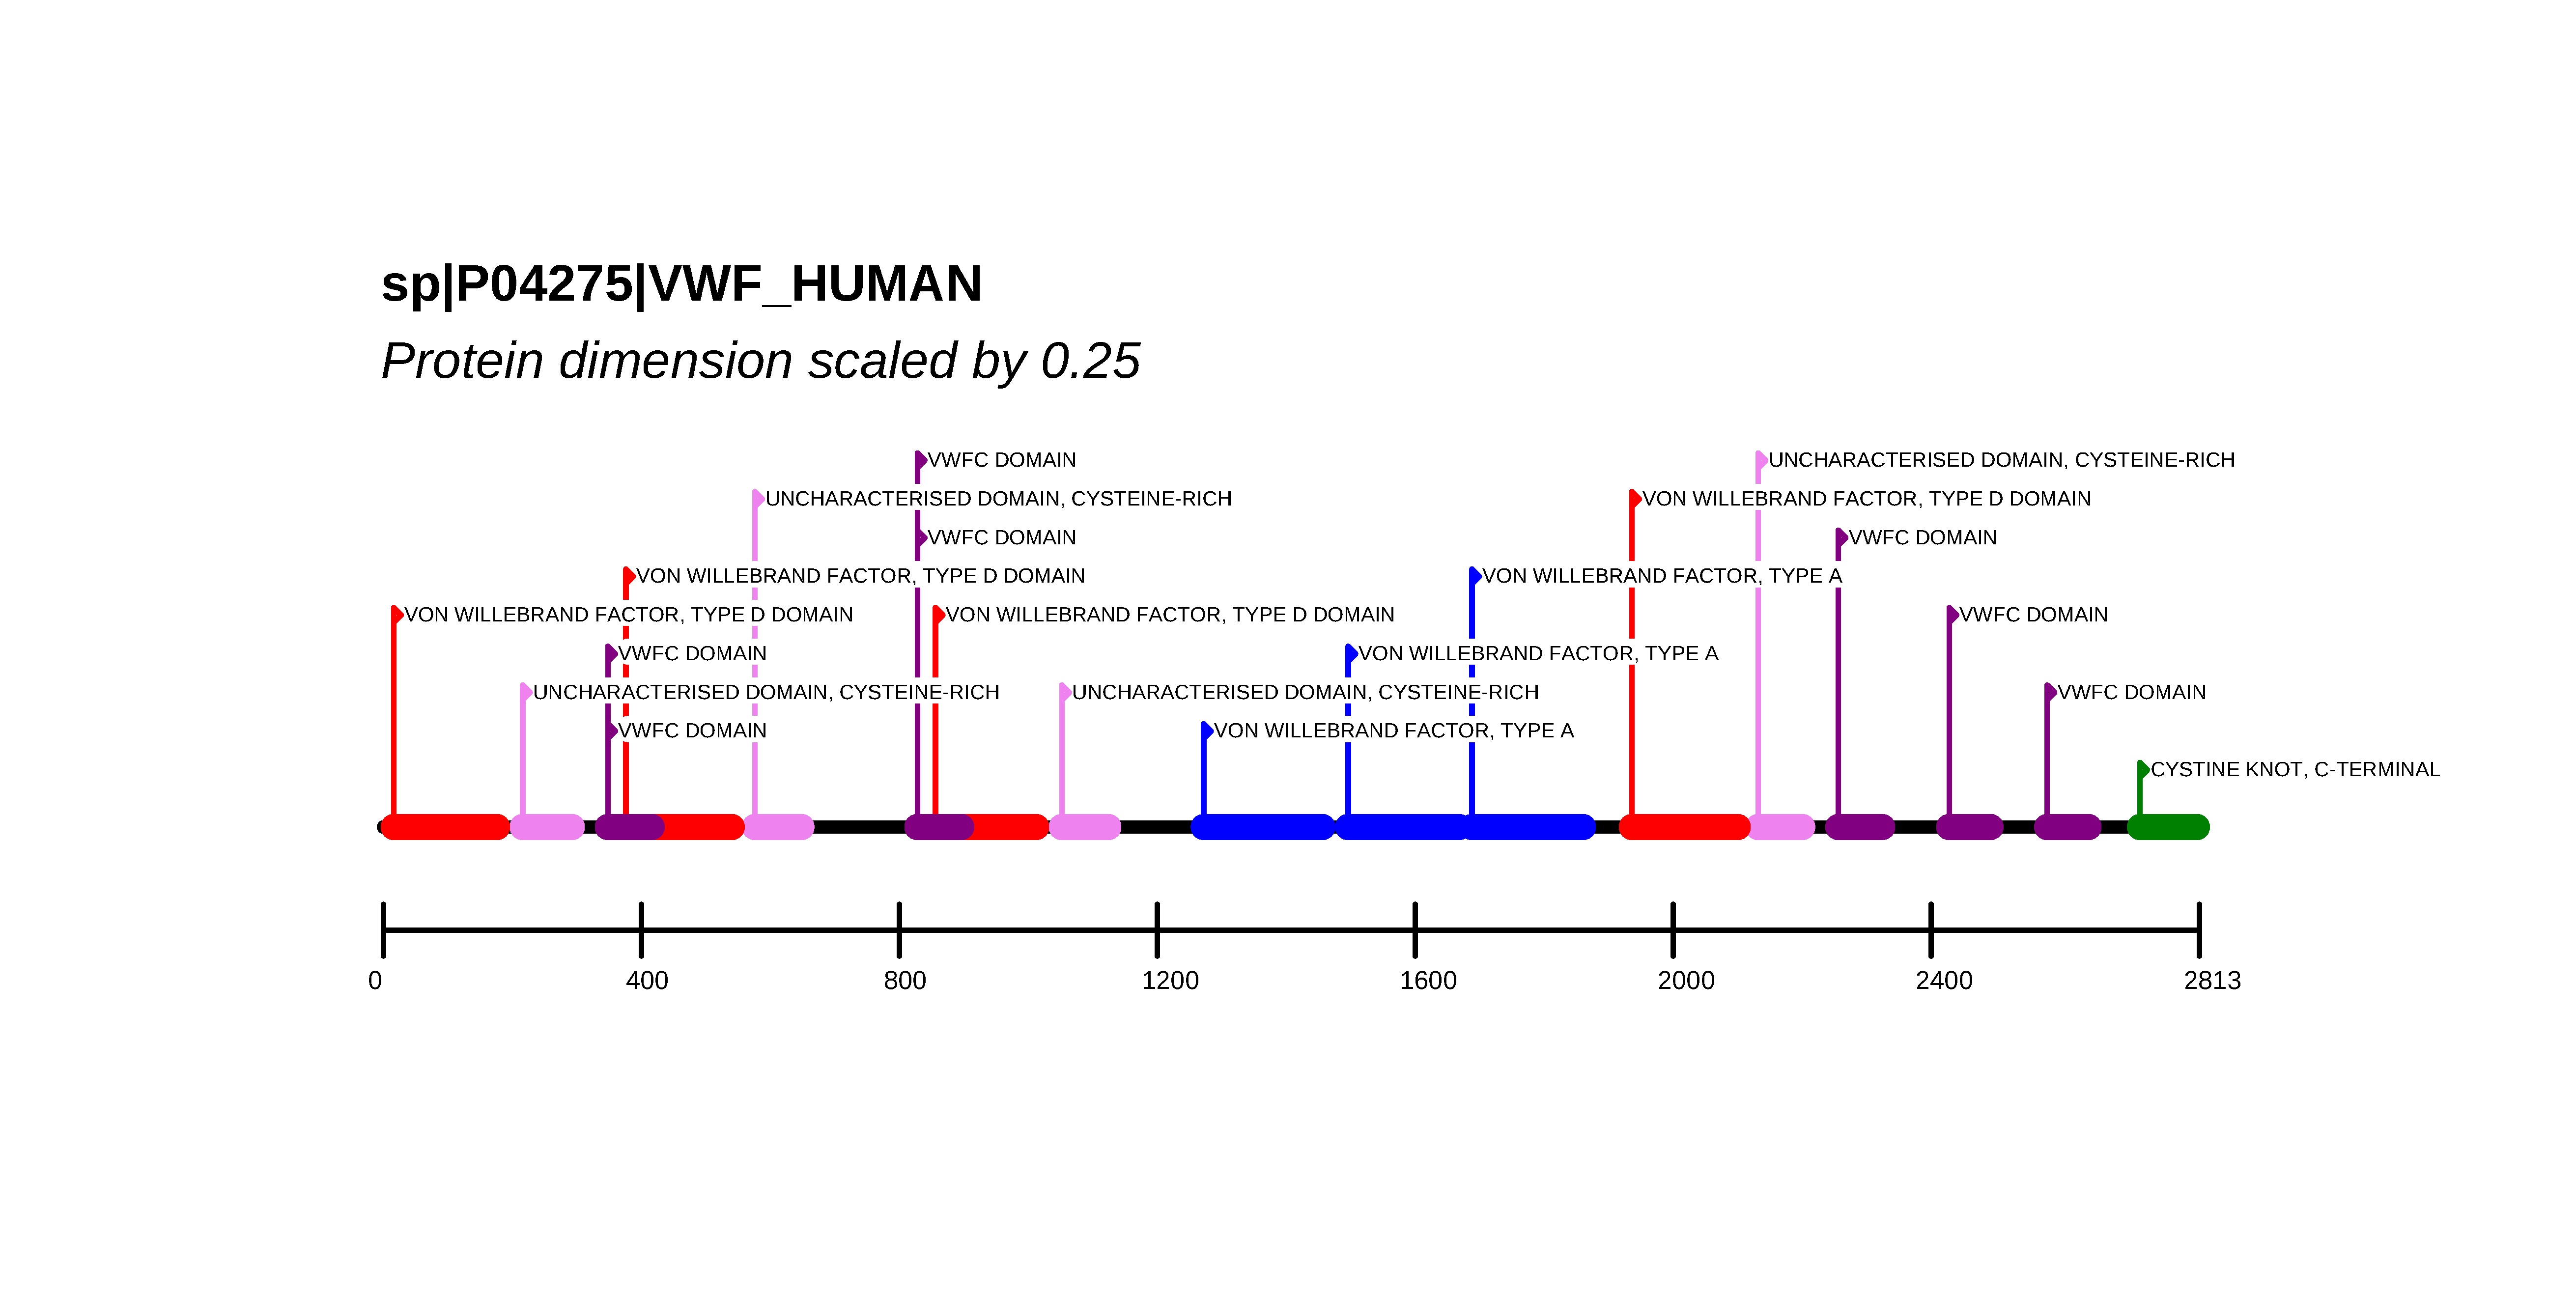 sp|P04275|VWF_HUMAN
Protein dimension scaled by 0.25
VWFC DOMAIN
UNCHARACTERISED DOMAIN, CYSTEINE-RICH
UNCHARACTERISED DOMAIN, CYSTEINE-RICH
VON WILLEBRAND FACTOR, TYPE D DOMAIN
VWFC DOMAIN
VWFC DOMAIN
VON WILLEBRAND FACTOR, TYPE D DOMAIN
VON WILLEBRAND FACTOR, TYPE A
VON WILLEBRAND FACTOR, TYPE D DOMAIN
VON WILLEBRAND FACTOR, TYPE D DOMAIN
VWFC DOMAIN
VWFC DOMAIN
VON WILLEBRAND FACTOR, TYPE A
UNCHARACTERISED DOMAIN, CYSTEINE-RICH
UNCHARACTERISED DOMAIN, CYSTEINE-RICH
VWFC DOMAIN
VWFC DOMAIN
VON WILLEBRAND FACTOR, TYPE A
CYSTINE KNOT, C-TERMINAL
0 400 800 1200 1600 2000 2400 2813